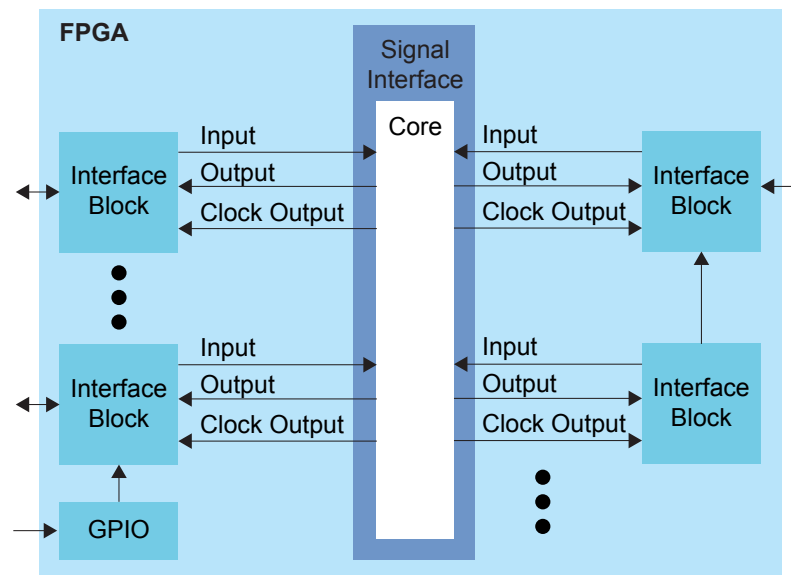 FPGA
Signal
Interface
Core
Input
Output
Clock Output
Interface
Block
Input
Output
Clock Output
Interface
Block
Input
Output
Clock Output
Interface
Block
Input
Output
Clock Output
Interface
Block
GPIO